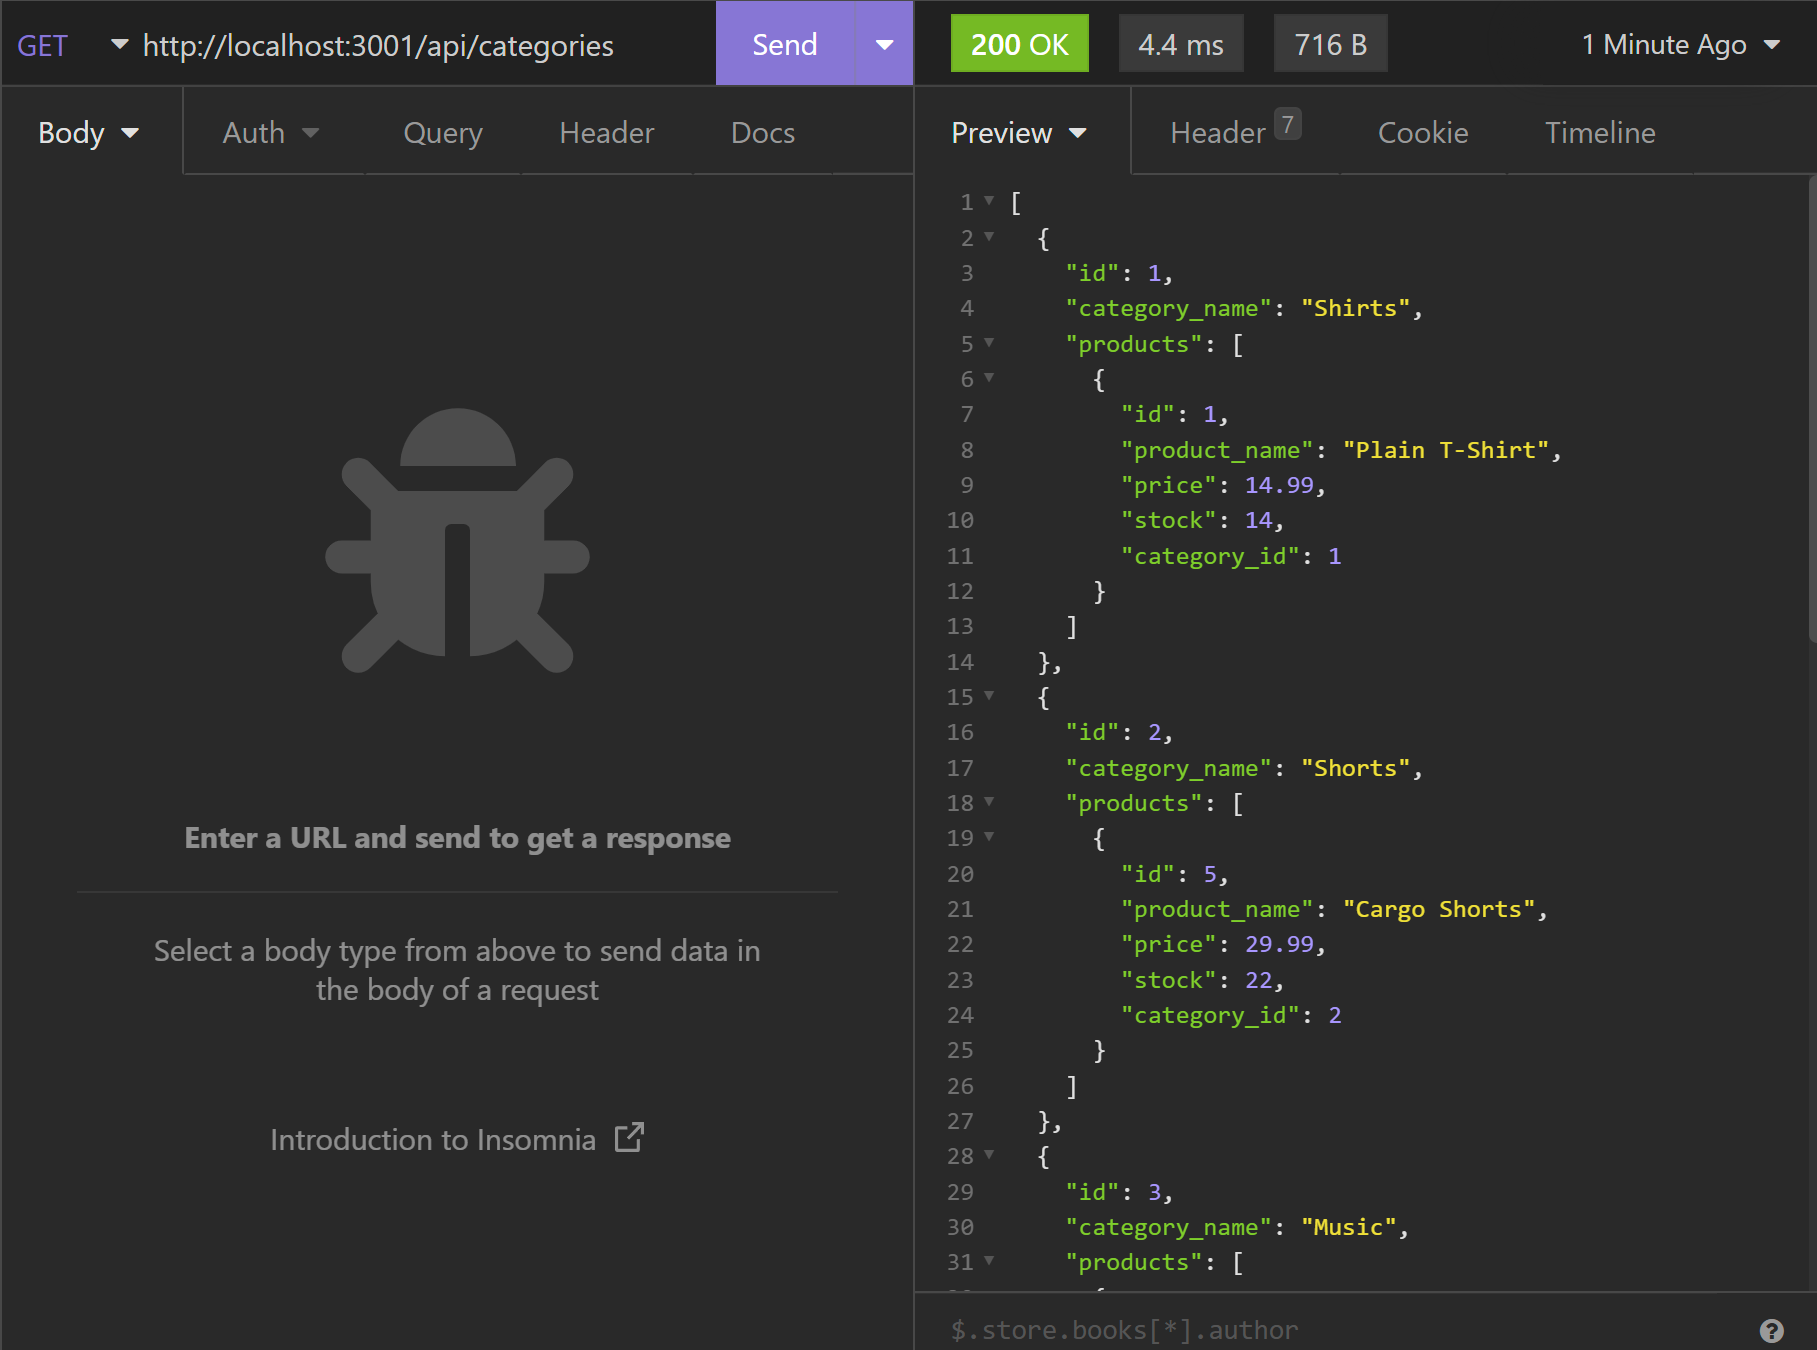 GET http://localhost:3001/api/categories Send
200 OK 4.4 ms 716 B 1 Minute Ago
Body Auth Query Header Docs
Preview Header 7 Cookie Timeline
Enter a URL and send to get a response
Select a body type from above to send data in
the body of a request
Introduction to Insomnia
1 [
2 {
3 "id": 1,
4 "category_name": "Shirts",
5 "products": [
6 {
7 "id": 1,
8 "product_name": "Plain T-Shirt",
9 "price": 14.99,
10 "stock": 14,
11 "category_id": 1
12 }
13 ]
14 },
15 {
16 "id": 2,
17 "category_name": "Shorts",
18 "products": [
19 {
20 "id": 5,
21 "product_name": "Cargo Shorts",
22 "price": 29.99,
23 "stock": 22,
24 "category_id": 2
25 }
26 ]
27 },
28 {
29 "id": 3,
30 "category_name": "Music",
31 "products": [
$.store.books[*].author ?